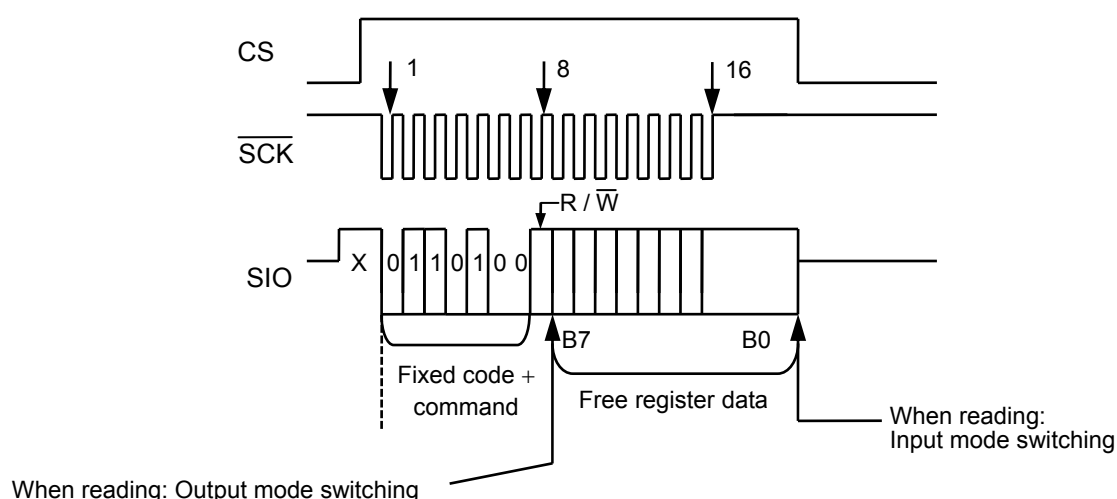 CS
1
8
16
SCK
R / W
SIO
X
0
1
1
0
1
0
0
B7
B0
Fixed code +
command
Free register data
When reading:
Input mode switching
When reading: Output mode switching